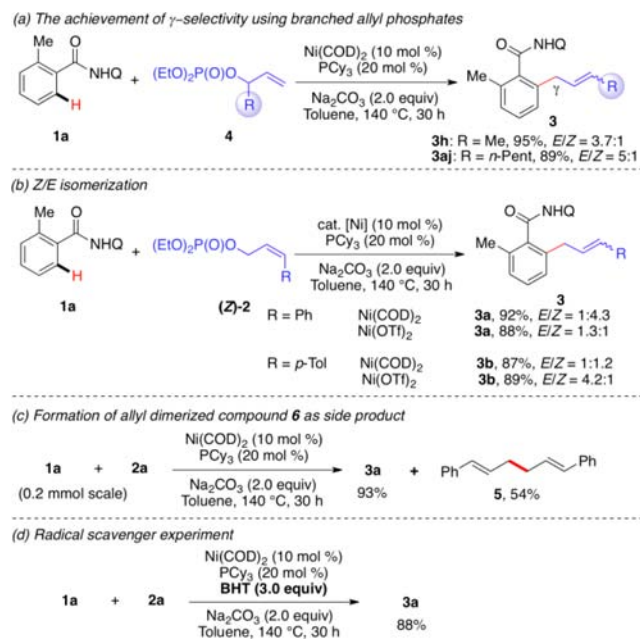 (a) The achievement of γ-selectivity using branched allyl phosphates
Me O NHQ H
1a
+
(EtO)₂P(O)O R
4
Ni(COD)₂ (10 mol %)
PCy₃ (20 mol %)
Na₂CO₃ (2.0 equiv)
Toluene, 140 °C, 30 h
O NHQ Me γ R
3
3h: R = Me, 95%, E/Z = 3.7:1
3aj: R = n-Pent, 89%, E/Z = 5:1
(b) Z/E isomerization
Me O NHQ H
1a
+
(EtO)₂P(O)O R
(Z)-2
cat. [Ni] (10 mol %)
PCy₃ (20 mol %)
Na₂CO₃ (2.0 equiv)
Toluene, 140 °C, 30 h
O NHQ Me R
3
R = Ph Ni(COD)₂ 3a, 92%, E/Z = 1:4.3
Ni(OTf)₂ 3a, 88%, E/Z = 1.3:1
R = p-Tol Ni(COD)₂ 3b, 87%, E/Z = 1:1.2
Ni(OTf)₂ 3b, 89%, E/Z = 4.2:1
(c) Formation of allyl dimerized compound 6 as side product
1a + 2a
(0.2 mmol scale)
Ni(COD)₂ (10 mol %)
PCy₃ (20 mol %)
Na₂CO₃ (2.0 equiv)
Toluene, 140 °C, 30 h
3a
93%
+
Ph Ph
5, 54%
(d) Radical scavenger experiment
1a + 2a
Ni(COD)₂ (10 mol %)
PCy₃ (20 mol %)
BHT (3.0 equiv)
Na₂CO₃ (2.0 equiv)
Toluene, 140 °C, 30 h
3a
88%